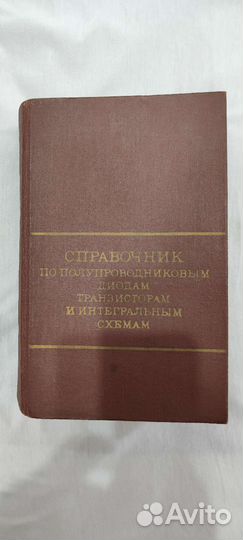 СПРАВОЧНИК
ПО ПОЛУПРОВОДНИКОВЫМ
ДИОДАМ
ТРАНЗИСТОРАМ
И ИНТЕГРАЛЬНЫМ
СХЕМАМ
Avito